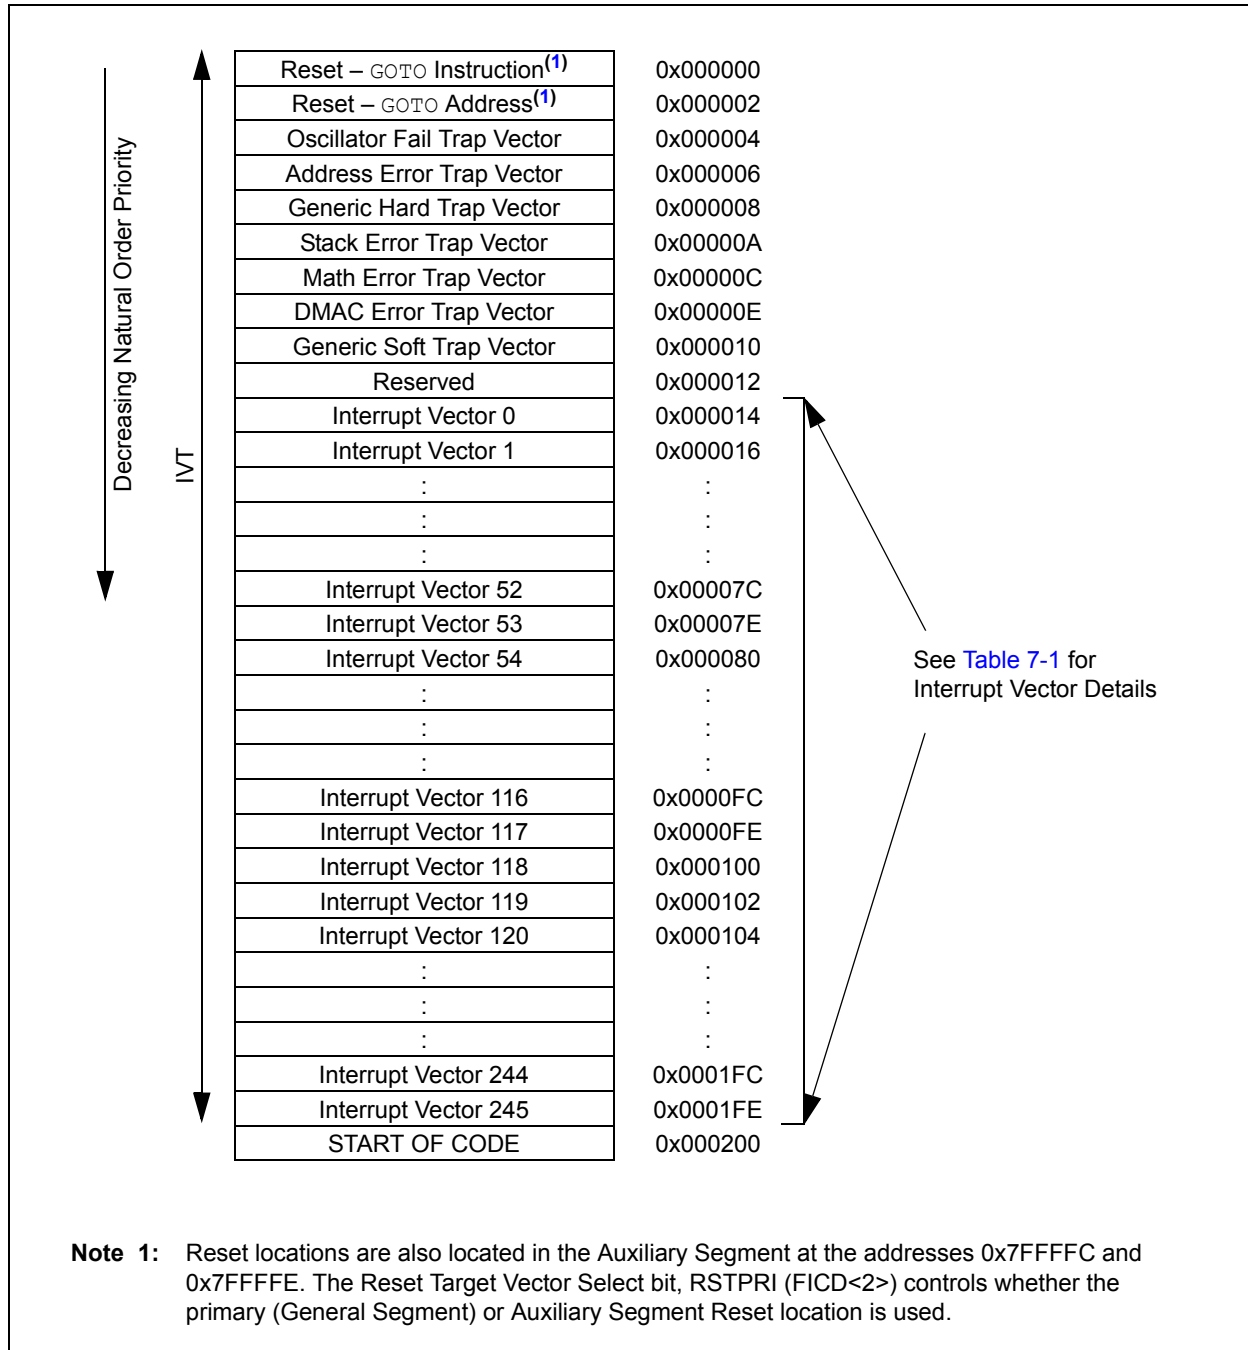 Decreasing Natural Order Priority
IVT
Reset – GOTO Instruction(1) 0x000000
Reset – GOTO Address(1) 0x000002
Oscillator Fail Trap Vector 0x000004
Address Error Trap Vector 0x000006
Generic Hard Trap Vector 0x000008
Stack Error Trap Vector 0x00000A
Math Error Trap Vector 0x00000C
DMAC Error Trap Vector 0x00000E
Generic Soft Trap Vector 0x000010
Reserved 0x000012
Interrupt Vector 0 0x000014
Interrupt Vector 1 0x000016
: :
: :
: :
Interrupt Vector 52 0x00007C
Interrupt Vector 53 0x00007E
Interrupt Vector 54 0x000080
: :
: :
: :
Interrupt Vector 116 0x0000FC
Interrupt Vector 117 0x0000FE
Interrupt Vector 118 0x000100
Interrupt Vector 119 0x000102
Interrupt Vector 120 0x000104
: :
: :
: :
Interrupt Vector 244 0x0001FC
Interrupt Vector 245 0x0001FE
START OF CODE 0x000200
See Table 7-1 for
Interrupt Vector Details
Note 1: Reset locations are also located in the Auxiliary Segment at the addresses 0x7FFFFC and
0x7FFFFE. The Reset Target Vector Select bit, RSTPRI (FICD<2>) controls whether the
primary (General Segment) or Auxiliary Segment Reset location is used.